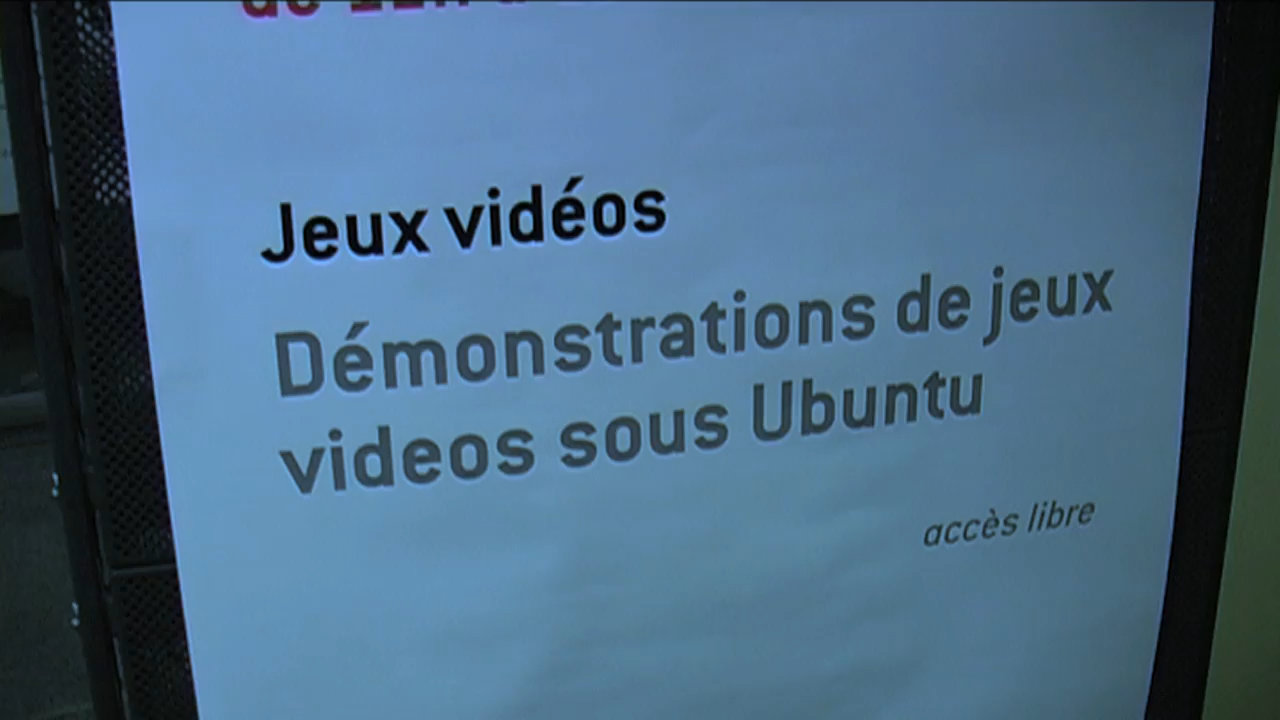 Jeux vidéos
Démonstrations de jeux
videos sous Ubuntu
accès libre